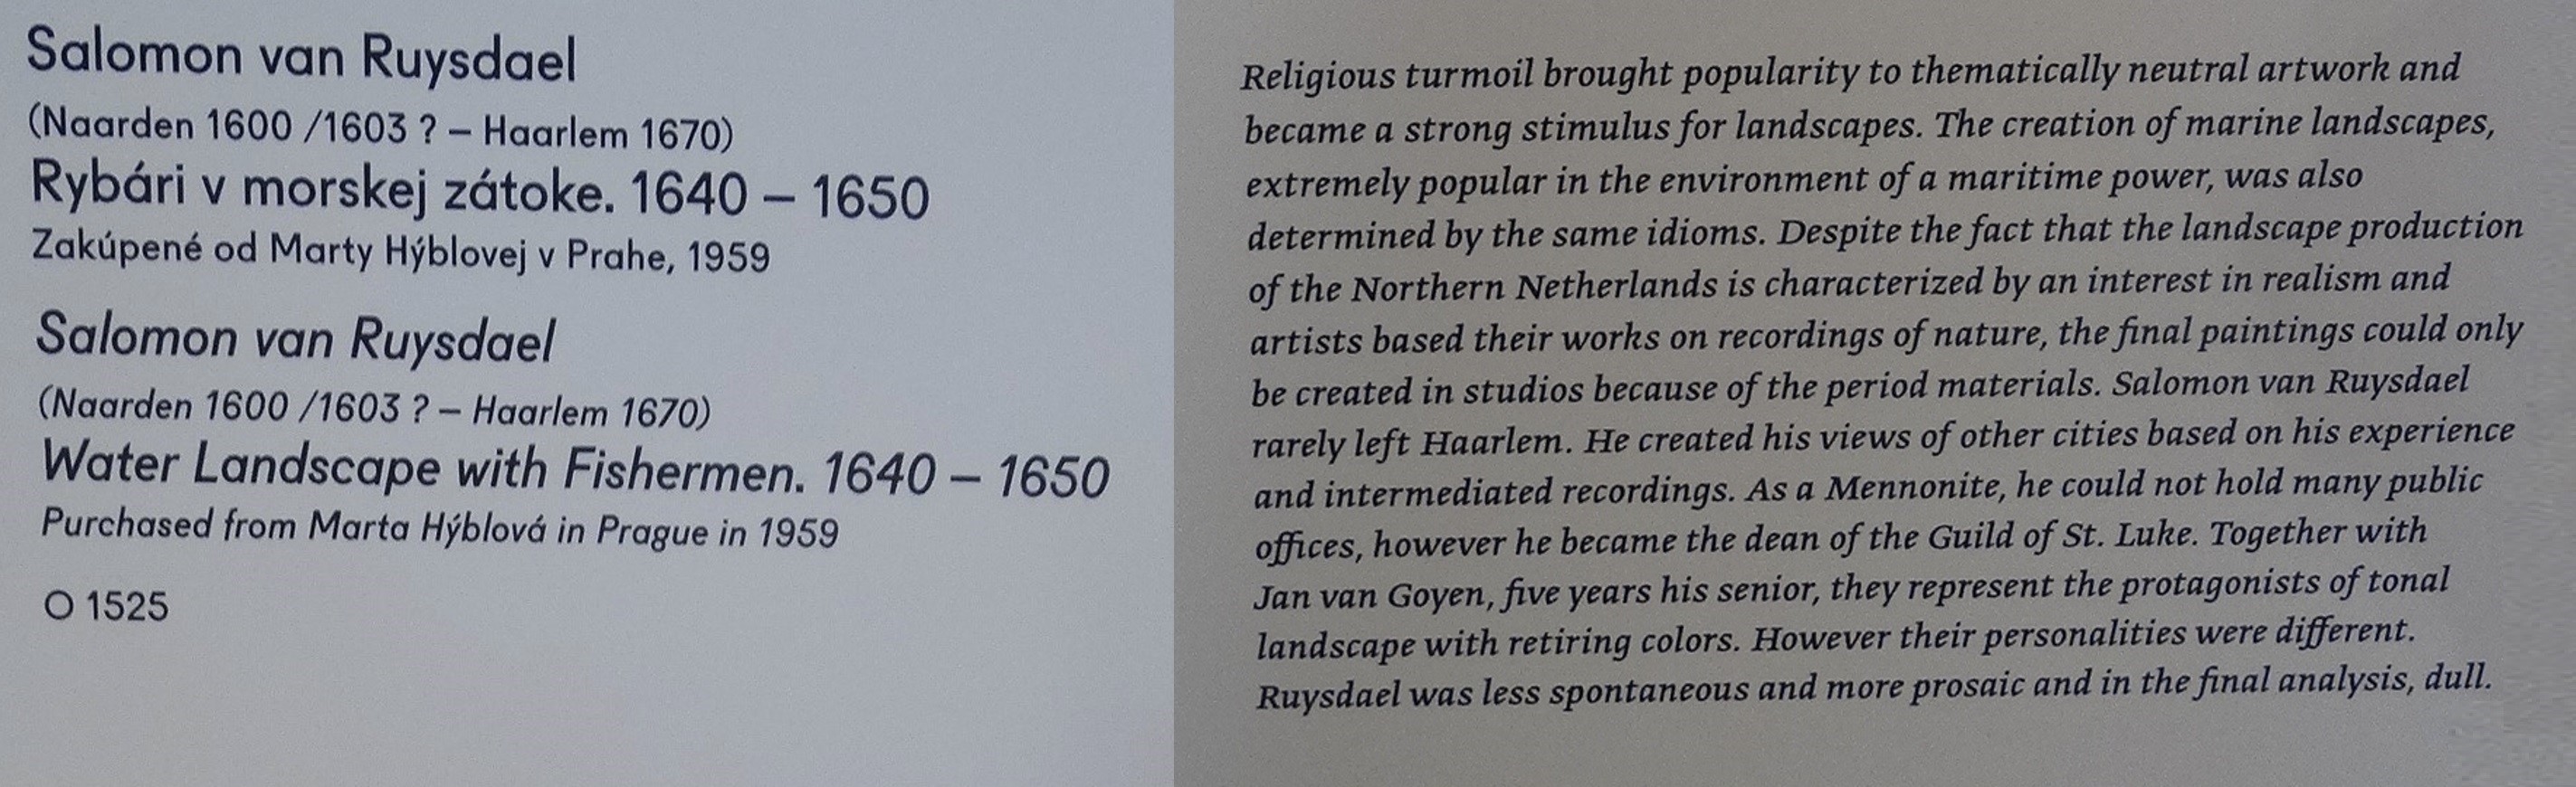 Salomon van Ruysdael
(Naarden 1600 /1603 ? – Haarlem 1670)
Rybári v morskej zátoke. 1640 – 1650
Zakúpené od Marty Hýblovej v Prahe, 1959
Salomon van Ruysdael
(Naarden 1600 /1603 ? – Haarlem 1670)
Water Landscape with Fishermen. 1640 – 1650
Purchased from Marta Hýblová in Prague in 1959
O 1525
Religious turmoil brought popularity to thematically neutral artwork and
became a strong stimulus for landscapes. The creation of marine landscapes,
extremely popular in the environment of a maritime power, was also
determined by the same idioms. Despite the fact that the landscape production
of the Northern Netherlands is characterized by an interest in realism and
artists based their works on recordings of nature, the final paintings could only
be created in studios because of the period materials. Salomon van Ruysdael
rarely left Haarlem. He created his views of other cities based on his experience
and intermediated recordings. As a Mennonite, he could not hold many public
offices, however he became the dean of the Guild of St. Luke. Together with
Jan van Goyen, five years his senior, they represent the protagonists of tonal
landscape with retiring colors. However their personalities were different.
Ruysdael was less spontaneous and more prosaic and in the final analysis, dull.